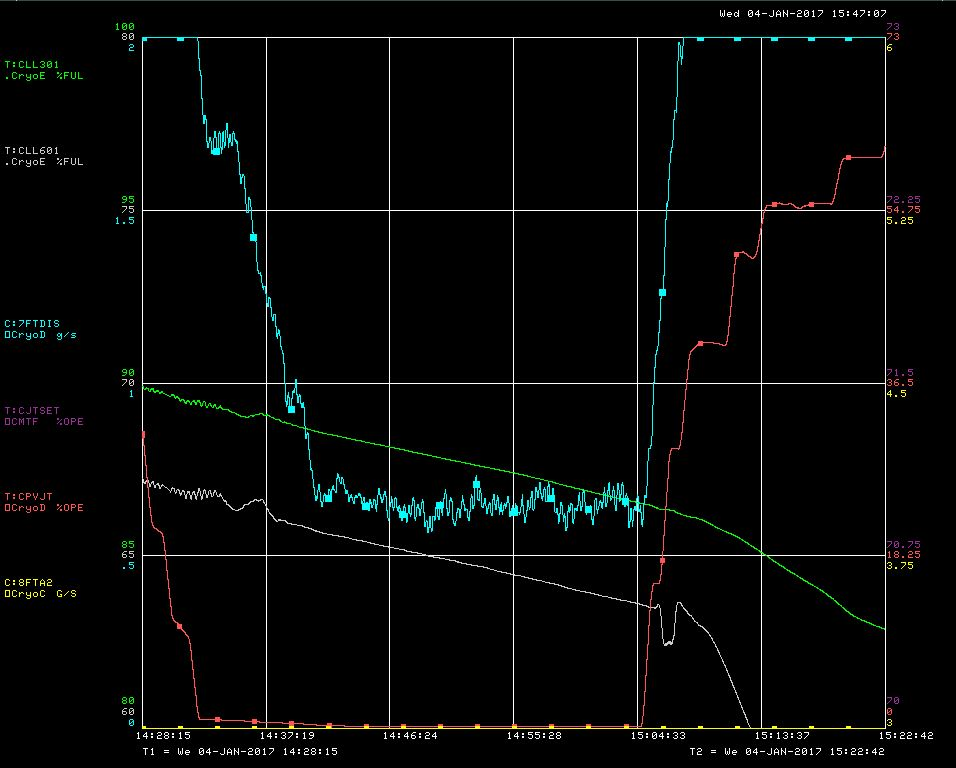 Wed 04-JAN-2017 15:47:07
100
80
2
73
73
6
T:CLL301
.CryoE %FUL
T:CLL601
.CryoE %FUL
95
75
1.5
72.25
54.75
5.25
C:7FTDIS
CryoD g/s
90
70
1
71.5
36.5
4.5
T:CJTSET
CMTF %OPE
T:CPVJT
CryoD %OPE
85
65
.5
70.75
18.25
3.75
C:8FTA2
CryoC G/S
80
60
0
70
0
3
14:28:15 14:37:19 14:46:24 14:55:28 15:04:33 15:13:37 15:22:42
T1 = We 04-JAN-2017 14:28:15 T2 = We 04-JAN-2017 15:22:42